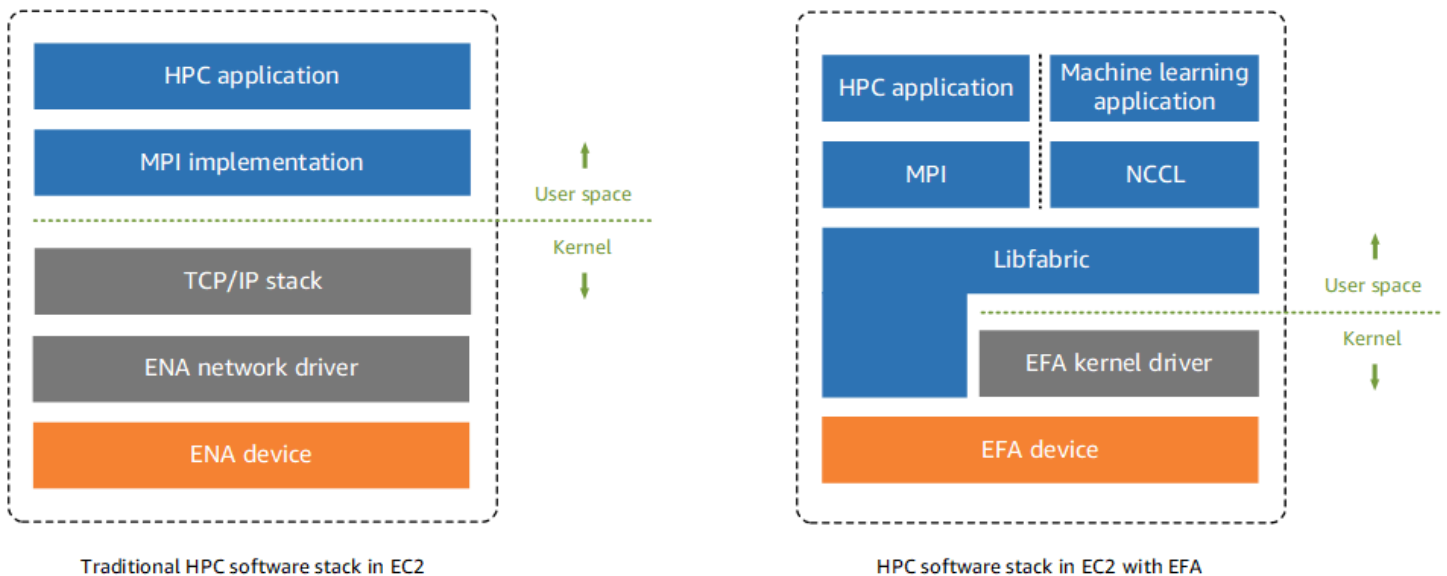 HPC application
MPI implementation
User space
Kernel
TCP/IP stack
ENA network driver
ENA device
Traditional HPC software stack in EC2
HPC application
Machine learning
application
MPI
NCCL
Libfabric
User space
Kernel
EFA kernel driver
EFA device
HPC software stack in EC2 with EFA